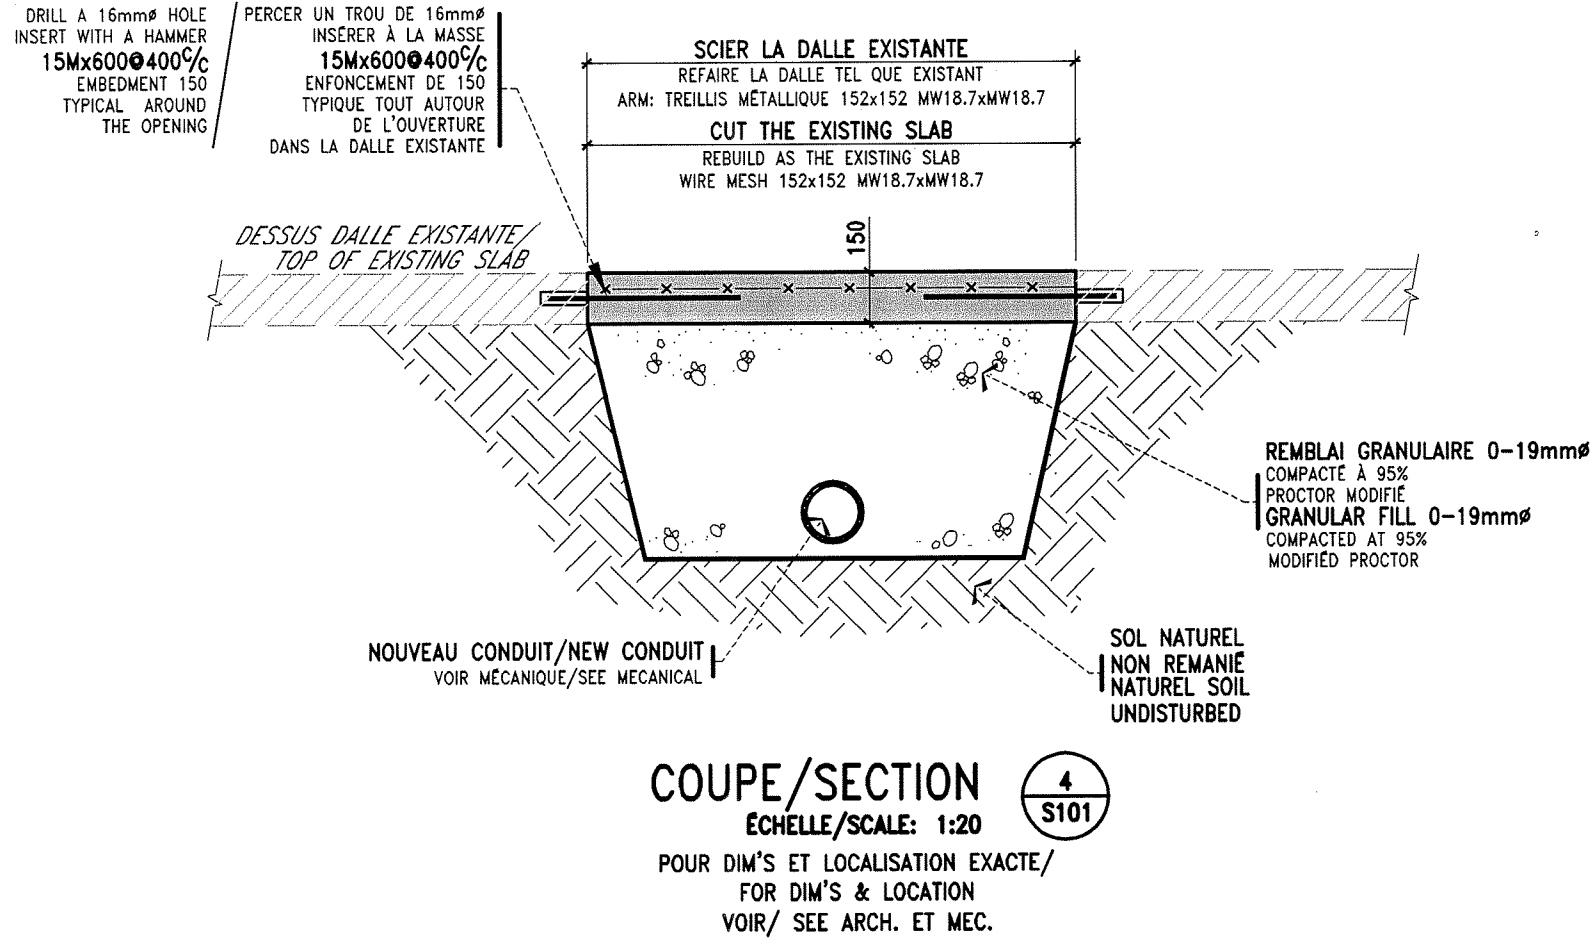 DRILL A 16mmø HOLE
INSERT WITH A HAMMER
15Mx600@400C/C
EMBEDMENT 150
TYPICAL AROUND
THE OPENING
PERCER UN TROU DE 16mmø
INSÉRER À LA MASSE
15Mx600@400C/C
ENFONCEMENT DE 150
TYPIQUE TOUT AUTOUR
DE L'OUVERTURE
DANS LA DALLE EXISTANTE
SCIER LA DALLE EXISTANTE
REFAIRE LA DALLE TEL QUE EXISTANT
ARM: TREILLIS MÉTALLIQUE 152x152 MW18.7xMW18.7
CUT THE EXISTING SLAB
REBUILD AS THE EXISTING SLAB
WIRE MESH 152x152 MW18.7xMW18.7
150
DESSUS DALLE EXISTANTE/
TOP OF EXISTING SLAB
REMBLAI GRANULAIRE 0-19mmø
COMPACTÉ À 95%
PROCTOR MODIFIÉ
GRANULAR FILL 0-19mmø
COMPACTED AT 95%
MODIFIÉD PROCTOR
NOUVEAU CONDUIT/NEW CONDUIT
VOIR MÉCANIQUE/SEE MECANICAL
SOL NATUREL
NON REMANIÉ
NATUREL SOIL
UNDISTURBED
COUPE/SECTION
4
S101
ÉCHELLE/SCALE: 1:20
POUR DIM'S ET LOCALISATION EXACTE/
FOR DIM'S & LOCATION
VOIR/ SEE ARCH. ET MEC.